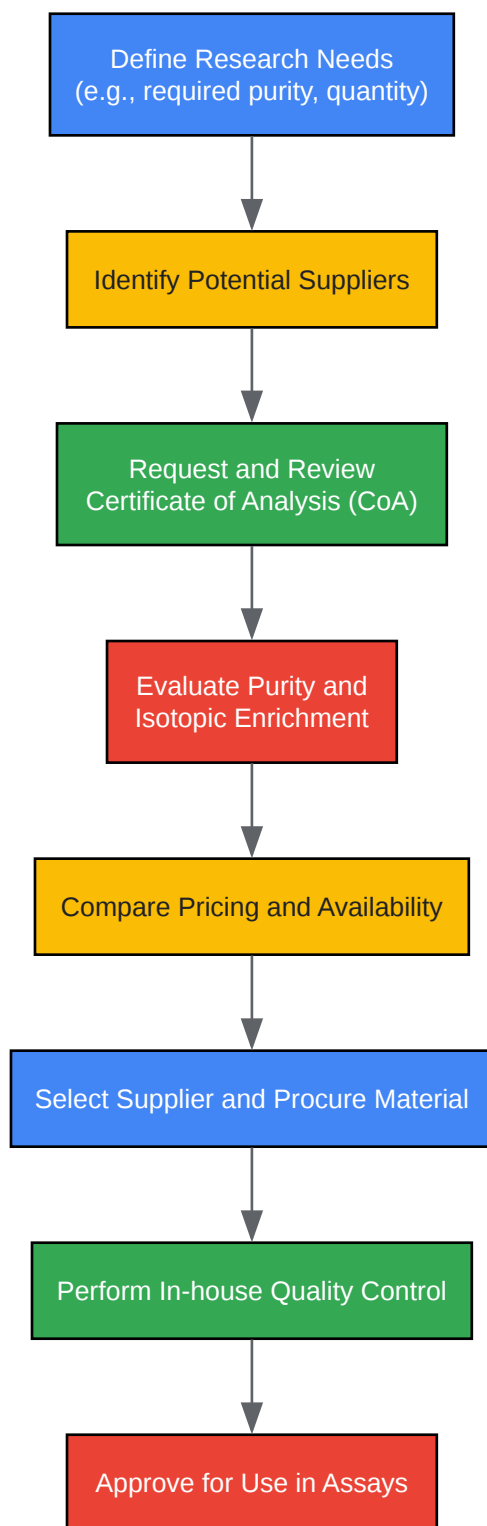 Define Research Needs
(e.g., required purity, quantity)
Identify Potential Suppliers
Request and Review
Certificate of Analysis (CoA)
Evaluate Purity and
Isotopic Enrichment
Compare Pricing and Availability
Select Supplier and Procure Material
Perform In-house Quality Control
Approve for Use in Assays